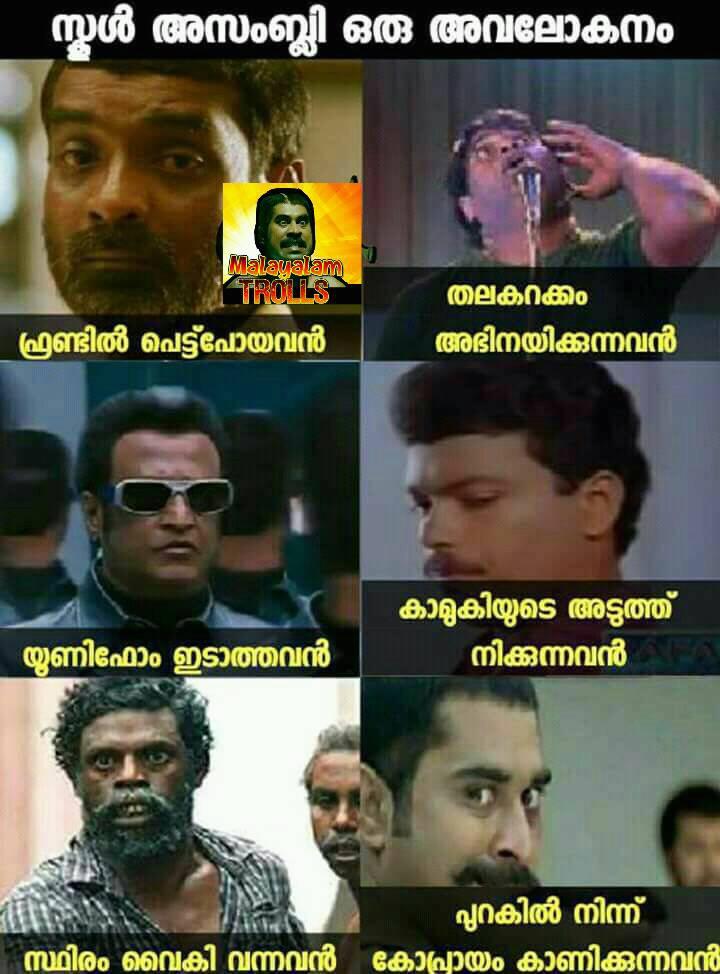 സ്കൂൾ അസംബ്ലി ഒരു അവലോകനം
Malayalam
TROLLS
ഫ്രണ്ടിൽ പെട്ട്പോയവൻ
തലകറക്കം
അഭിനയിക്കുന്നവൻ
യൂണിഫോം ഇടാത്തവൻ
കാമുകിയുടെ അടുത്ത്
നിക്കുന്നവൻ
സ്ഥിരം വൈകി വന്നവൻ
പുറകിൽ നിന്ന്
കോപ്രായം കാണിക്കുന്നവൻ